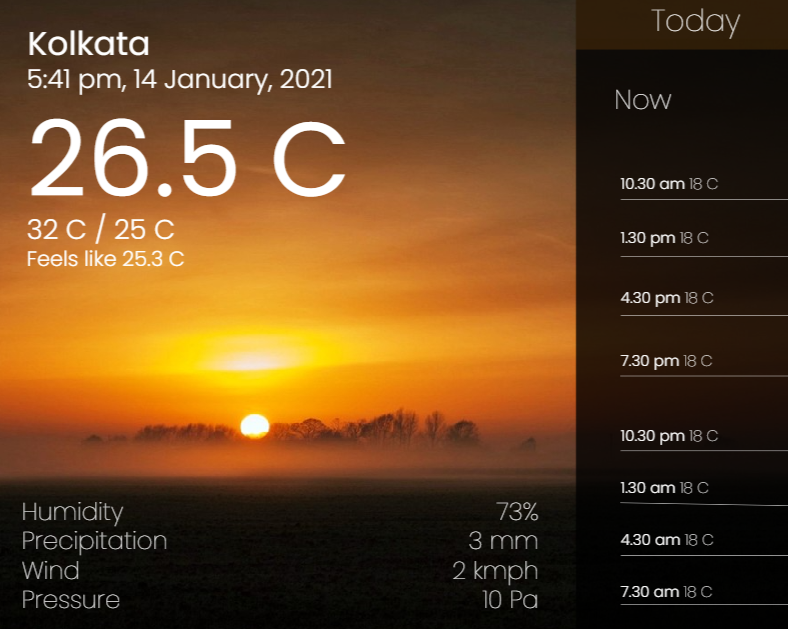 Kolkata
5:41 pm, 14 January, 2021
26.5 C
32 C / 25 C
Feels like 25.3 C
Humidity 73%
Precipitation 3 mm
Wind 2 kmph
Pressure 10 Pa
Today
Now
10.30 am 18 C
1.30 pm 18 C
4.30 pm 18 C
7.30 pm 18 C
10.30 pm 18 C
1.30 am 18 C
4.30 am 18 C
7.30 am 18 C